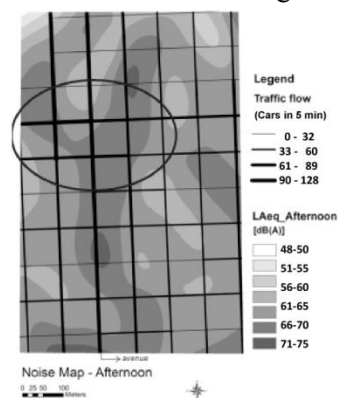 Legend
Traffic flow
(Cars in 5 min)
0 - 32
33 - 60
61 - 89
90 - 128
LAeq_Afternoon
[dB(A)]
48-50
51-55
56-60
61-65
66-70
71-75
avenue
Noise Map - Afternoon
0 25 50 100
Meters